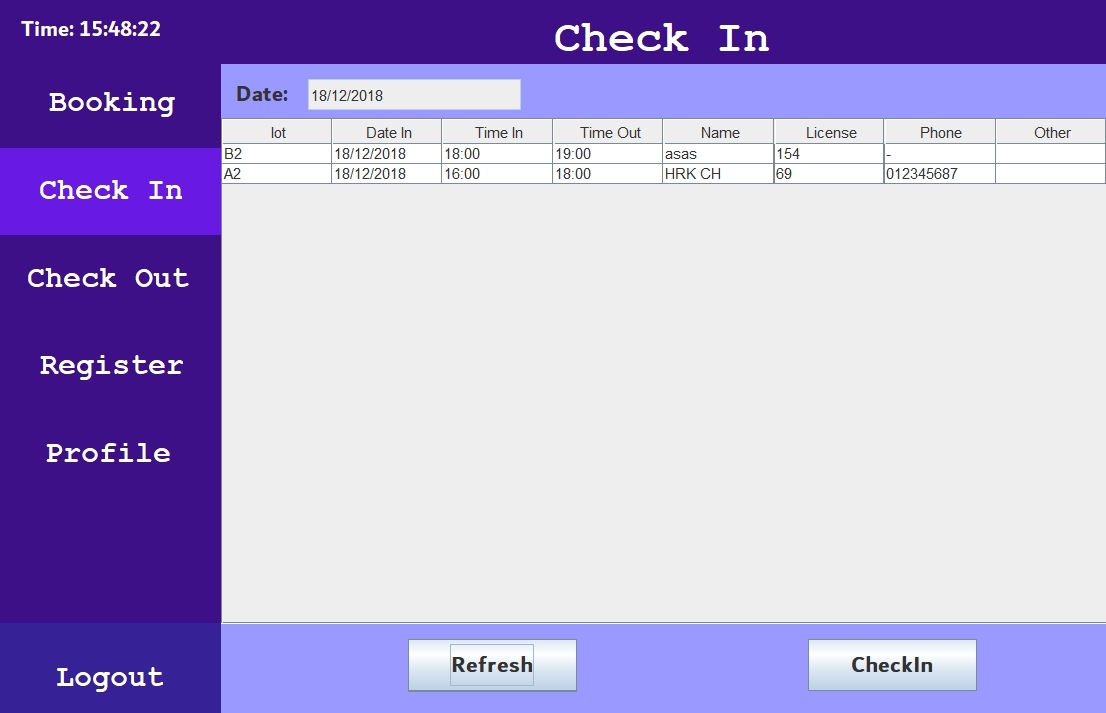 Time: 15:48:22
Check In
Booking
Check In
Check Out
Register
Profile
Logout
Date: 18/12/2018
lot Date In Time In Time Out Name License Phone Other
B2 18/12/2018 18:00 19:00 asas 154 -
A2 18/12/2018 16:00 18:00 HRK CH 69 012345687
Refresh CheckIn